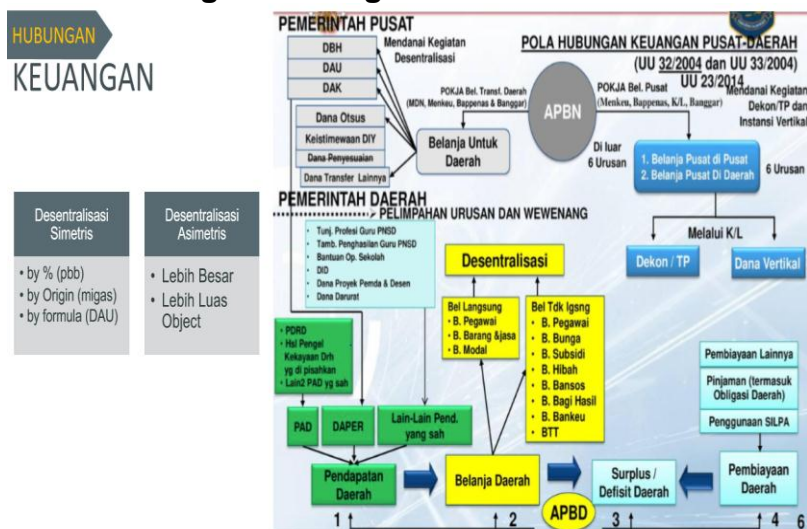 HUBUNGAN
KEUANGAN
Desentralisasi
Simetris
• by % (pbb)
• by Origin (migas)
• by formula (DAU)
Desentralisasi
Asimetris
• Lebih Besar
• Lebih Luas
Object
PEMERINTAH PUSAT
DBH
DAU
DAK
Mendanai Kegiatan
Desentralisasi
POLA HUBUNGAN KEUANGAN PUSAT-DAERAH
(UU 32/2004 dan UU 33/2004)
UU 23/2014
POKJA Bel. Transf. Daerah
(MDN, Menkeu, Bappenas & Banggar)
APBN
POKJA Bel. Pusat
(Menkeu, Bappenas, K/L, Banggar)
Mendanai Kegiatan
Dekon/TP dan
Instansi Vertikal
Dana Otsus
Keistimewaan DIY
Dana Penyesuaian
Dana Transfer Lainnya
Belanja Untuk
Daerah
Di luar
6 Urusan
1. Belanja Pusat di Pusat
2. Belanja Pusat Di Daerah
6 Urusan
Melalui K/L
Dekon / TP
Dana Vertikal
PEMERINTAH DAERAH
PELIMPAHAN URUSAN DAN WEWENANG
• Tunj. Profesi Guru PNSD
• Tamb. Penghasilan Guru PNSD
• Bantuan Op. Sekolah
• DID
• Dana Proyek Pemda & Desen
• Dana Darurat
Desentralisasi
Bel Langsung
• B. Pegawai
• B. Barang &jasa
• B. Modal
Bel Tdk lgsng
• B. Pegawai
• B. Bunga
• B. Subsidi
• B. Hibah
• B. Bansos
• B. Bagi Hasil
• B. Bankeu
• BTT
• PDRD
• Hsl Pengel
Kekayaan Drh
yg di pisahkan
• Lain2 PAD yg sah
PAD
DAPER
Lain-Lain Pend.
yang sah
Pembiayaan Lainnya
Pinjaman (termasuk
Obligasi Daerah)
Penggunaan SILPA
Pendapatan
Daerah
Belanja Daerah
Surplus /
Defisit Daerah
Pembiayaan
Daerah
1
2
APBD
3
4
6